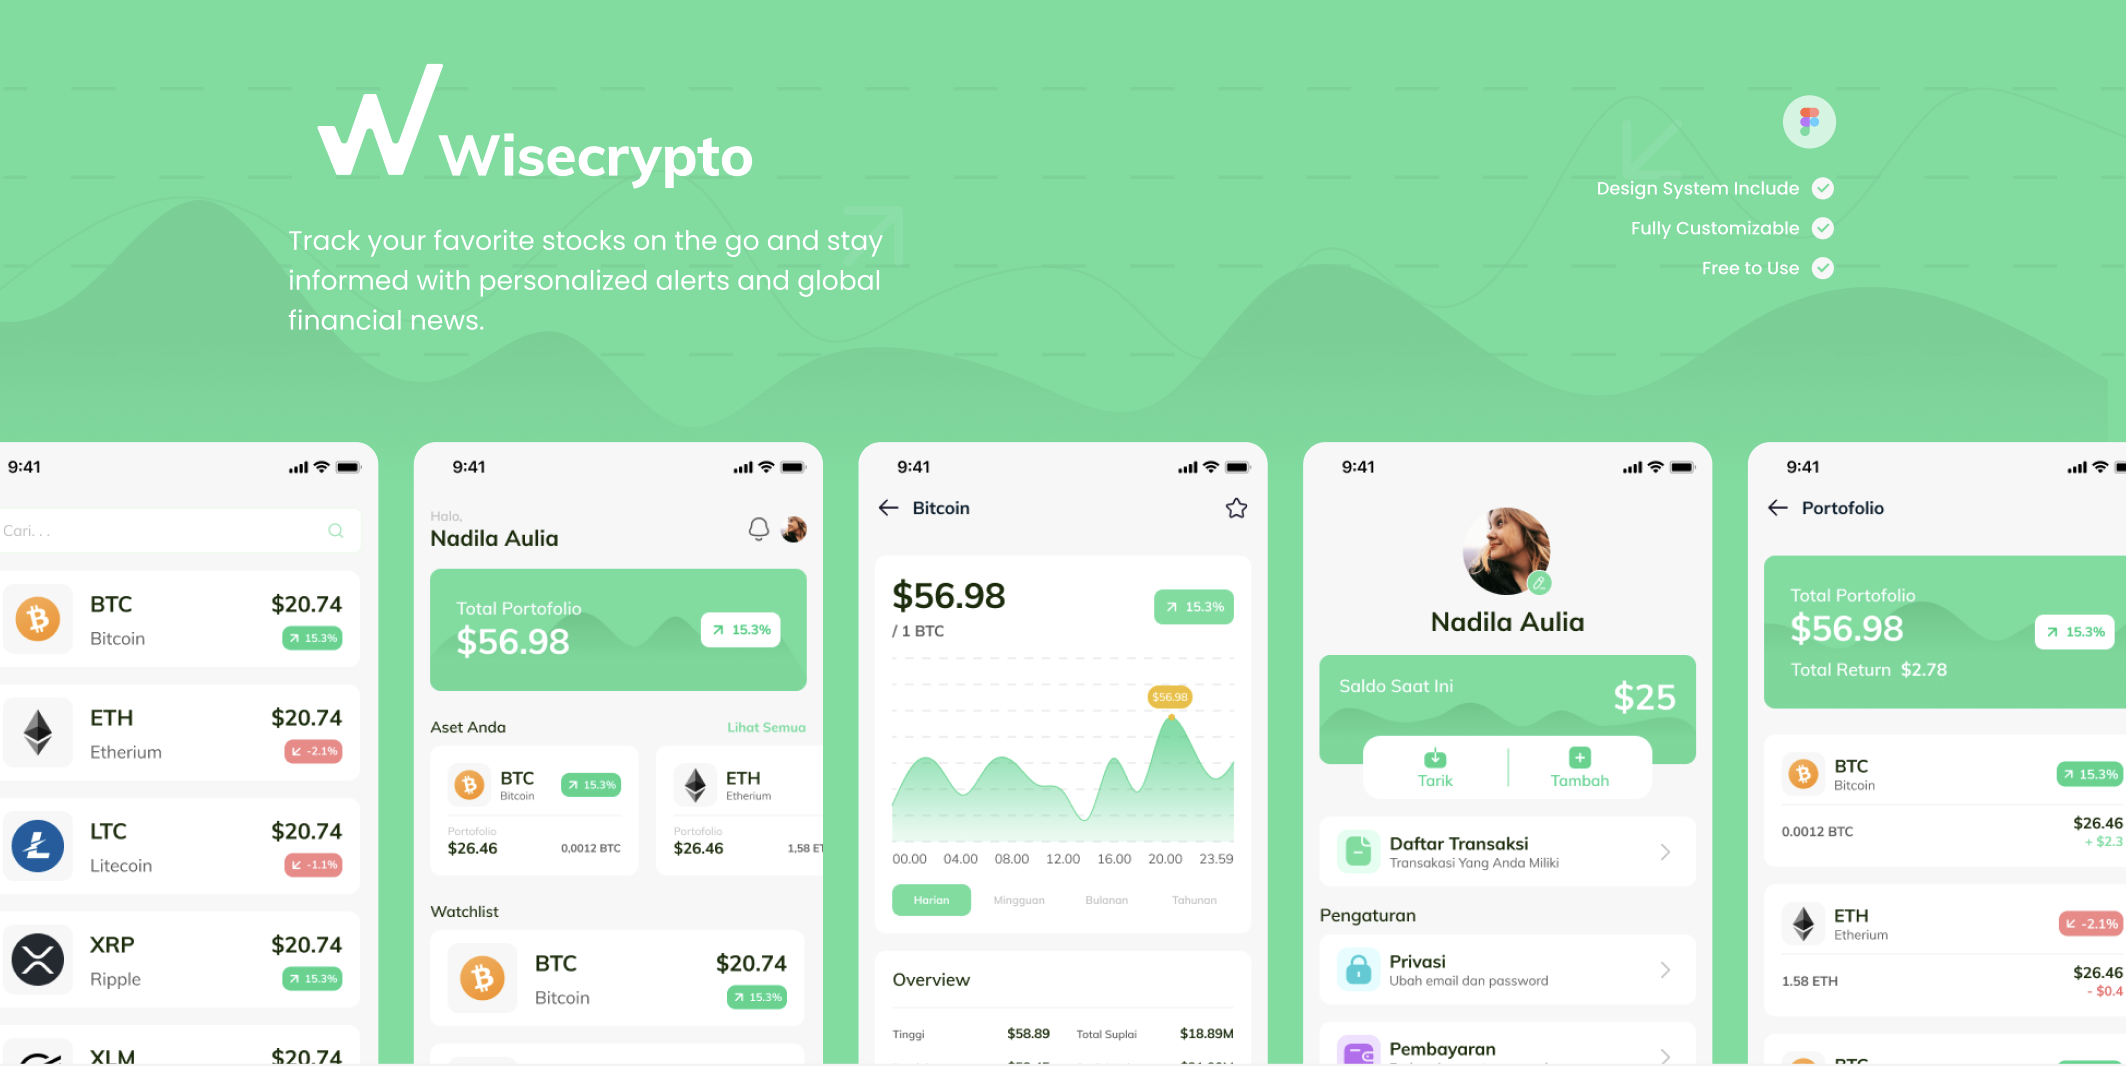 Wisecrypto
Track your favorite stocks on the go and stay
informed with personalized alerts and global
financial news.
Design System Include
Fully Customizable
Free to Use
9:41
Cari. . .
BTC
$20.74
Bitcoin
15.3%
ETH
$20.74
Etherium
-2.1%
LTC
$20.74
Litecoin
-1.1%
XRP
$20.74
Ripple
15.3%
XLM
$20.74
9:41
Halo,
Nadila Aulia
Total Portofolio
$56.98
15.3%
Aset Anda
Lihat Semua
BTC
Bitcoin
15.3%
Portofolio
$26.46
0,0012 BTC
ETH
Etherium
Portofolio
$26.46
1,58 ET
Watchlist
BTC
$20.74
Bitcoin
15.3%
9:41
Bitcoin
$56.98
15.3%
/ 1 BTC
$56.98
00.00 04.00 08.00 12.00 16.00 20.00 23.59
Harian Mingguan Bulanan Tahunan
Overview
Tinggi $58.89 Total Suplai $18.89M
9:41
Nadila Aulia
Saldo Saat Ini
$25
Tarik
Tambah
Daftar Transaksi
Transakasi Yang Anda Miliki
Pengaturan
Privasi
Ubah email dan password
Pembayaran
9:41
Portofolio
Total Portofolio
$56.98
15.3%
Total Return $2.78
BTC
Bitcoin
15.3%
0.0012 BTC
$26.46
+ $2.3
ETH
Etherium
-2.1%
1.58 ETH
$26.46
- $0.4
BTC